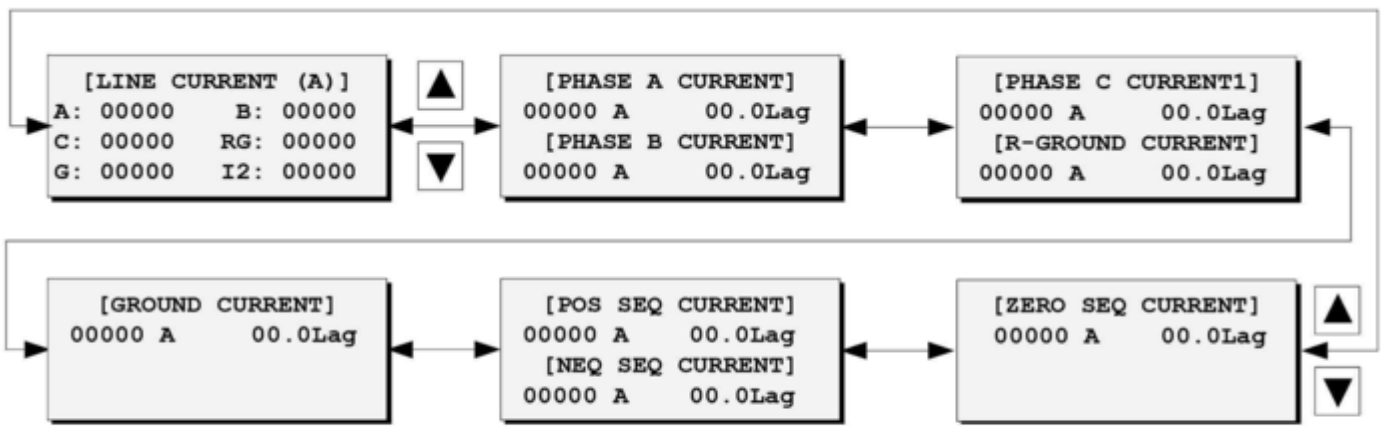 [LINE CURRENT (A)]
A: 00000 B: 00000
C: 00000 RG: 00000
G: 00000 I2: 00000
[PHASE A CURRENT]
00000 A 00.0Lag
[PHASE B CURRENT]
00000 A 00.0Lag
[PHASE C CURRENT1]
00000 A 00.0Lag
[R-GROUND CURRENT]
00000 A 00.0Lag
[GROUND CURRENT]
00000 A 00.0Lag
[POS SEQ CURRENT]
00000 A 00.0Lag
[NEQ SEQ CURRENT]
00000 A 00.0Lag
[ZERO SEQ CURRENT]
00000 A 00.0Lag